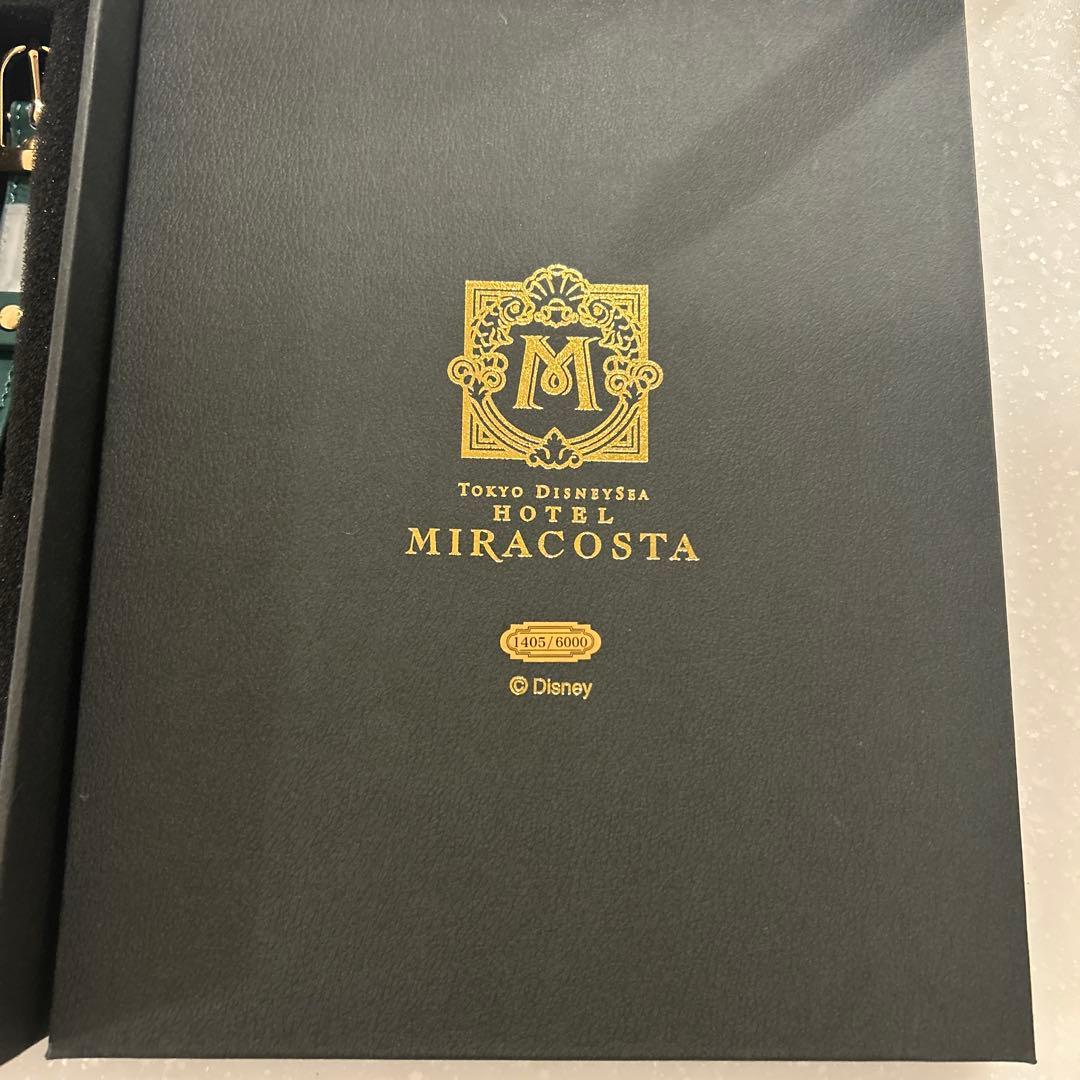 M
TOKYO DISNEYSEA
HOTEL
MIRACOSTA
1405/6000
© Disney